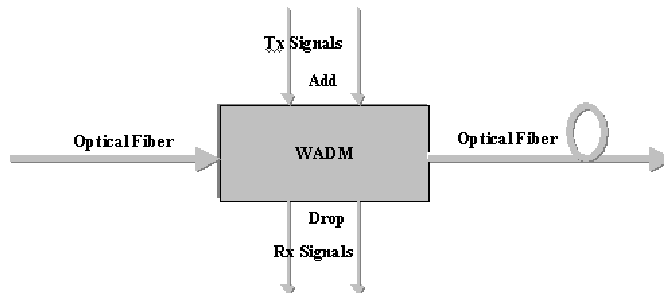 Tx Signals
Add
Optical Fiber
WADM
Optical Fiber
Drop
Rx Signals